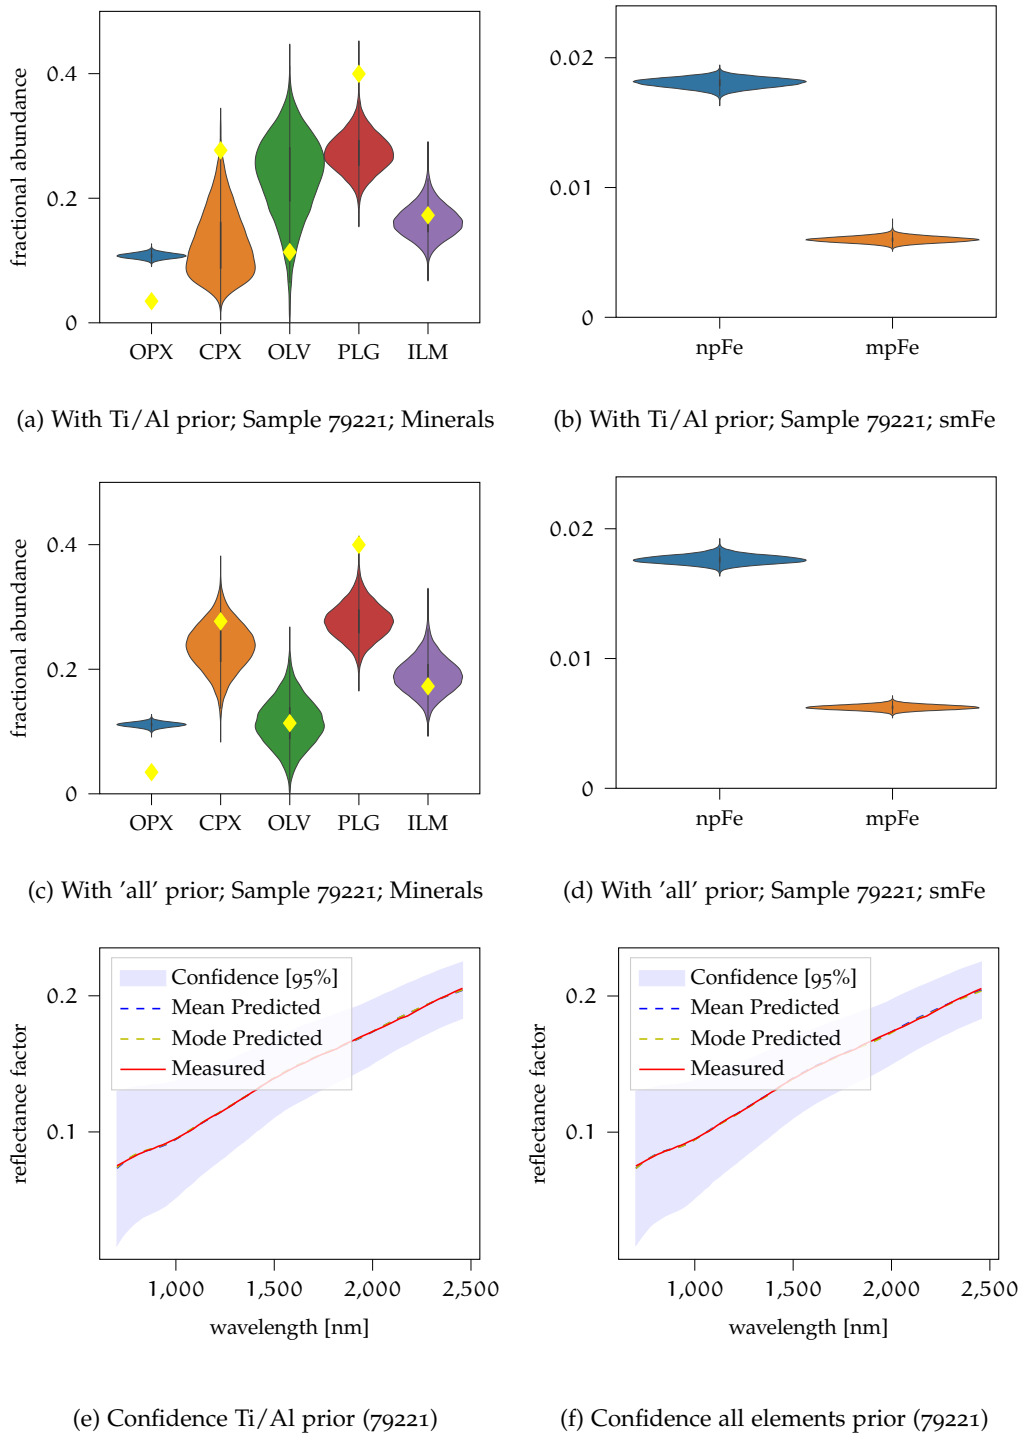 0.4
0.2
0
fractional abundance
OPX CPX OLV PLG ILM
0.02
0.01
0
npFe mpFe
(a) With Ti/Al prior; Sample 79221; Minerals
(b) With Ti/Al prior; Sample 79221; smFe
0.4
0.2
0
fractional abundance
OPX CPX OLV PLG ILM
0.02
0.01
0
npFe mpFe
(c) With ’all’ prior; Sample 79221; Minerals
(d) With ’all’ prior; Sample 79221; smFe
Confidence [95%]
Mean Predicted
Mode Predicted
Measured
0.2
0.1
reflectance factor
1,000 1,500 2,000 2,500
wavelength [nm]
Confidence [95%]
Mean Predicted
Mode Predicted
Measured
0.2
0.1
reflectance factor
1,000 1,500 2,000 2,500
wavelength [nm]
(e) Confidence Ti/Al prior (79221)
(f) Confidence all elements prior (79221)